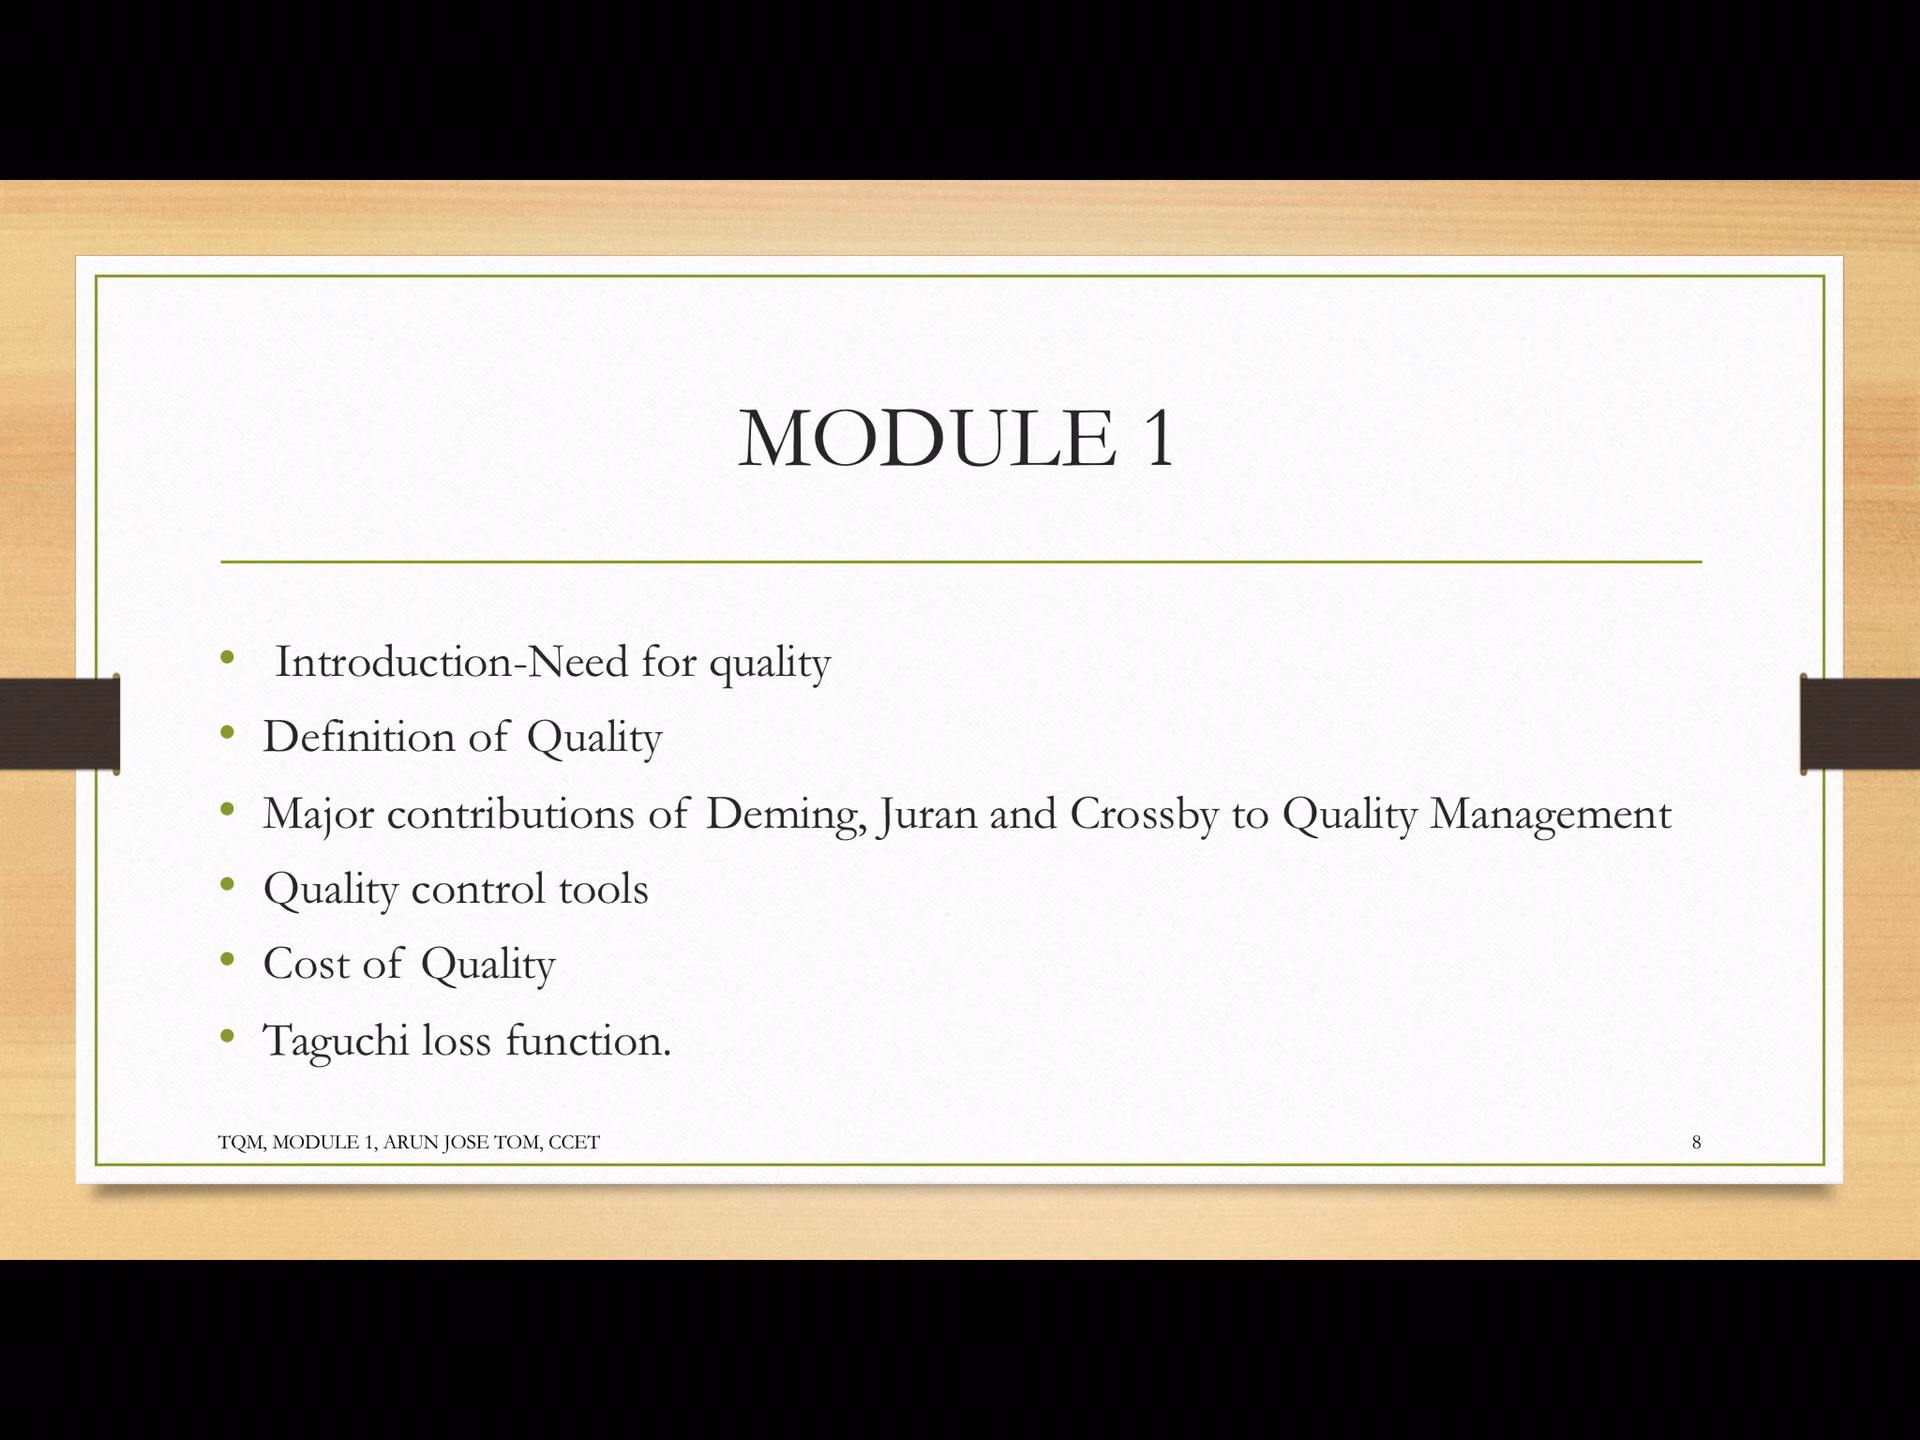 MODULE 1
• Introduction-Need for quality
• Definition of Quality
• Major contributions of Deming, Juran and Crossby to Quality Management
• Quality control tools
• Cost of Quality
• Taguchi loss function.
TQM, MODULE 1, ARUN JOSE TOM, CCET
8